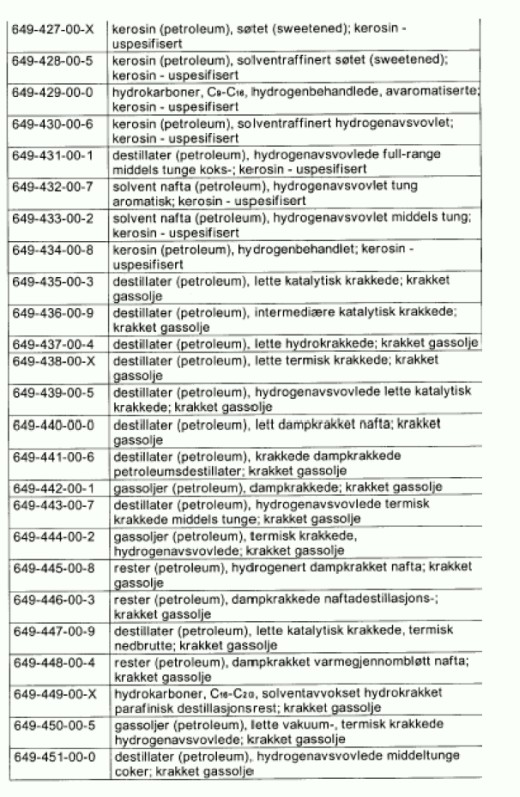 649-427-00-X kerosin (petroleum), søtet (sweetened); kerosin -
uspesifisert
649-428-00-5 kerosin (petroleum), solventraffinert søtet (sweetened);
kerosin - uspesifisert
649-429-00-0 hydrokarboner, C₉-C₁₆, hydrogenbehandlede, avaromatiserte;
kerosin - uspesifisert
649-430-00-6 kerosin (petroleum), solventraffinert hydrogenavsvovlet;
kerosin - uspesifisert
649-431-00-1 destillater (petroleum), hydrogenavsvovlede full-range
middels tunge koks-; kerosin - uspesifisert
649-432-00-7 solvent nafta (petroleum), hydrogenavsvovlet tung
aromatisk; kerosin - uspesifisert
649-433-00-2 solvent nafta (petroleum), hydrogenavsvovlet middels tung;
kerosin - uspesifisert
649-434-00-8 kerosin (petroleum), hydrogenbehandlet; kerosin -
uspesifisert
649-435-00-3 destillater (petroleum), lette katalytisk krakkede; krakket
gassolje
649-436-00-9 destillater (petroleum), intermediære katalytisk krakkede;
krakket gassolje
649-437-00-4 destillater (petroleum), lette hydrokrakkede; krakket gassolje
649-438-00-X destillater (petroleum), lette termisk krakkede; krakket
gassolje
649-439-00-5 destillater (petroleum), hydrogenavsvovlede lette katalytisk
krakkede; krakket gassolje
649-440-00-0 destillater (petroleum), lett dampkrakket nafta; krakket
gassolje
649-441-00-6 destillater (petroleum), krakkede dampkrakkede
petroleumsdestillater; krakket gassolje
649-442-00-1 gassoljer (petroleum), dampkrakkede; krakket gassolje
649-443-00-7 destillater (petroleum), hydrogenavsvovlede termisk
krakkede middels tunge; krakket gassolje
649-444-00-2 gassoljer (petroleum), termisk krakkede,
hydrogenavsvovlede; krakket gassolje
649-445-00-8 rester (petroleum), hydrogenert dampkrakket nafta; krakket
gassolje
649-446-00-3 rester (petroleum), dampkrakkede naftadestillasjons-;
krakket gassolje
649-447-00-9 destillater (petroleum), lette katalytisk krakkede, termisk
nedbrutte; krakket gassolje
649-448-00-4 rester (petroleum), dampkrakket varmegjennombløtt nafta;
krakket gassolje
649-449-00-X hydrokarboner, C₁₆-C₂₀, solventavvokset hydrokrakket
parafinisk destillasjonsrest; krakket gassolje
649-450-00-5 gassoljer (petroleum), lette vakuum-, termisk krakkede
hydrogenavsvovlede; krakket gassolje
649-451-00-0 destillater (petroleum), hydrogenavsvovlede middeltunge
coker; krakket gassolje